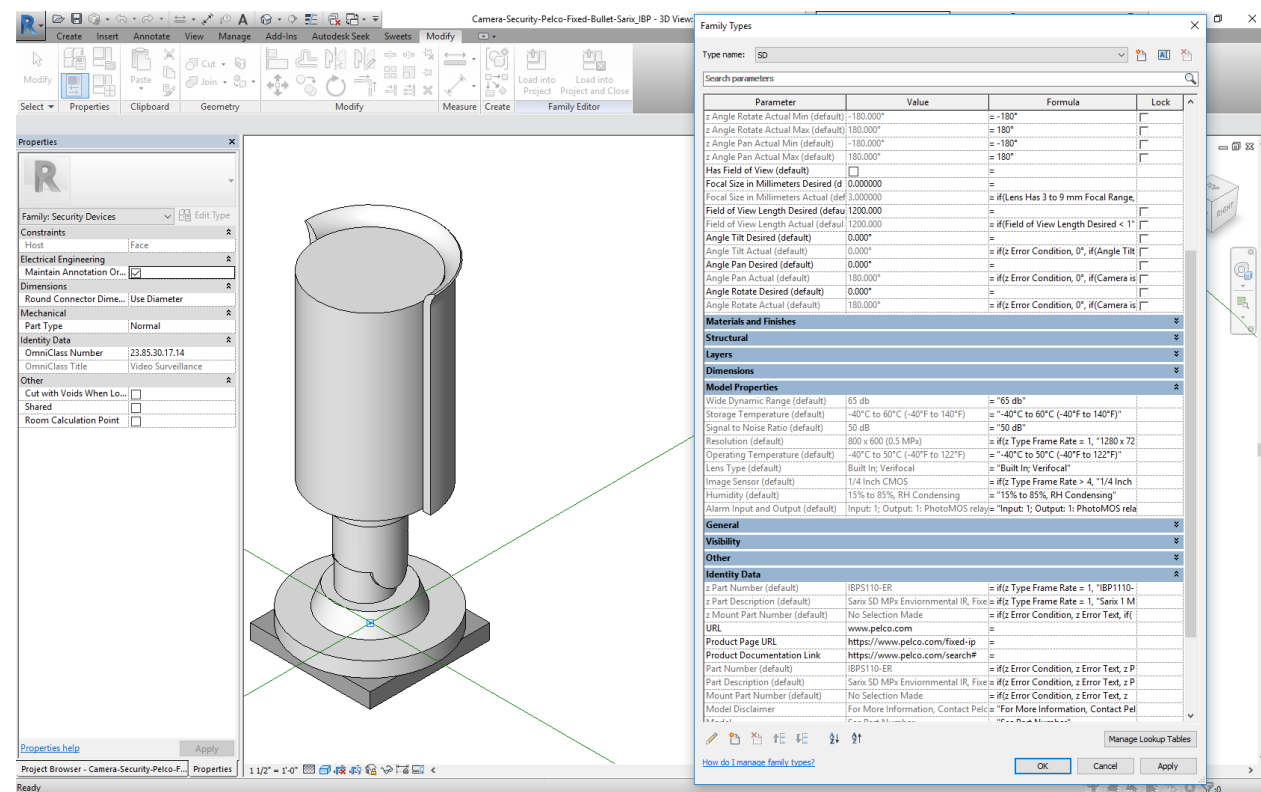 Camera-Security-Pelco-Fixed-Bullet-Sarix_IBP - 3D View:
Create Insert Annotate View Manage Add-Ins Autodesk Seek Sweets Modify
Modify
Paste
Cut
Join
Load into Project
Load into Project and Close
Select Properties Clipboard Geometry Modify Measure Create Family Editor
Properties
Family: Security Devices Edit Type
Constraints
Host Face
Electrical Engineering
Maintain Annotation Or...
Dimensions
Round Connector Dime... Use Diameter
Mechanical
Part Type Normal
Identity Data
OmniClass Number 23.85.30.17.14
OmniClass Title Video Surveillance
Other
Cut with Voids When Lo...
Shared
Room Calculation Point
Properties help Apply
Project Browser - Camera-Security-Pelco-F... Properties
1 1/2" = 1'-0"
Ready
RIGHT
Family Types
Type name: SD
Search parameters
Parameter Value Formula Lock
z Angle Rotate Actual Min (default) -180.000° = -180°
z Angle Rotate Actual Max (default) 180.000° = 180°
z Angle Pan Actual Min (default) -180.000° = -180°
z Angle Pan Actual Max (default) 180.000° = 180°
Has Field of View (default) =
Focal Size in Millimeters Desired (d 0.000000 =
Focal Size in Millimeters Actual (def 3.000000 = if(Lens Has 3 to 9 mm Focal Range,
Field of View Length Desired (defau 1200.000 =
Field of View Length Actual (defaul 1200.000 = if(Field of View Length Desired < 1"
Angle Tilt Desired (default) 0.000° =
Angle Tilt Actual (default) 0.000° = if(z Error Condition, 0°, if(Angle Tilt
Angle Pan Desired (default) 0.000° =
Angle Pan Actual (default) 180.000° = if(z Error Condition, 0°, if(Camera is
Angle Rotate Desired (default) 0.000° =
Angle Rotate Actual (default) 180.000° = if(z Error Condition, 0°, if(Camera is
Materials and Finishes
Structural
Layers
Dimensions
Model Properties
Wide Dynamic Range (default) 65 db = "65 db"
Storage Temperature (default) -40°C to 60°C (-40°F to 140°F) = "-40°C to 60°C (-40°F to 140°F)"
Signal to Noise Ratio (default) 50 dB = "50 dB"
Resolution (default) 800 x 600 (0.5 MPx) = if(z Type Frame Rate = 1, "1280 x 72
Operating Temperature (default) -40°C to 50°C (-40°F to 122°F) = "-40°C to 50°C (-40°F to 122°F)"
Lens Type (default) Built In; Verifocal = "Built In; Verifocal"
Image Sensor (default) 1/4 Inch CMOS = if(z Type Frame Rate > 4, "1/4 Inch
Humidity (default) 15% to 85%, RH Condensing = "15% to 85%, RH Condensing"
Alarm Input and Output (default) Input: 1; Output: 1: PhotoMOS relay = "Input: 1; Output: 1: PhotoMOS rela
General
Visibility
Other
Identity Data
z Part Number (default) IBPS110-ER = if(z Type Frame Rate = 1, "IBP1110-
z Part Description (default) Sarix SD MPx Enviornmental IR, Fixe = if(z Type Frame Rate = 1, "Sarix 1 M
z Mount Part Number (default) No Selection Made = if(z Error Condition, z Error Text, if(
URL www.pelco.com =
Product Page URL https://www.pelco.com/fixed-ip =
Product Documentation Link https://www.pelco.com/search# =
Part Number (default) IBPS110-ER = if(z Error Condition, z Error Text, z P
Part Description (default) Sarix SD MPx Enviornmental IR, Fixe = if(z Error Condition, z Error Text, z P
Mount Part Number (default) No Selection Made = if(z Error Condition, z Error Text, z
Model Disclaimer For More Information, Contact Pelc = "For More Information, Contact Pel
Manage Lookup Tables
How do I manage family types?
OK Cancel Apply
:0